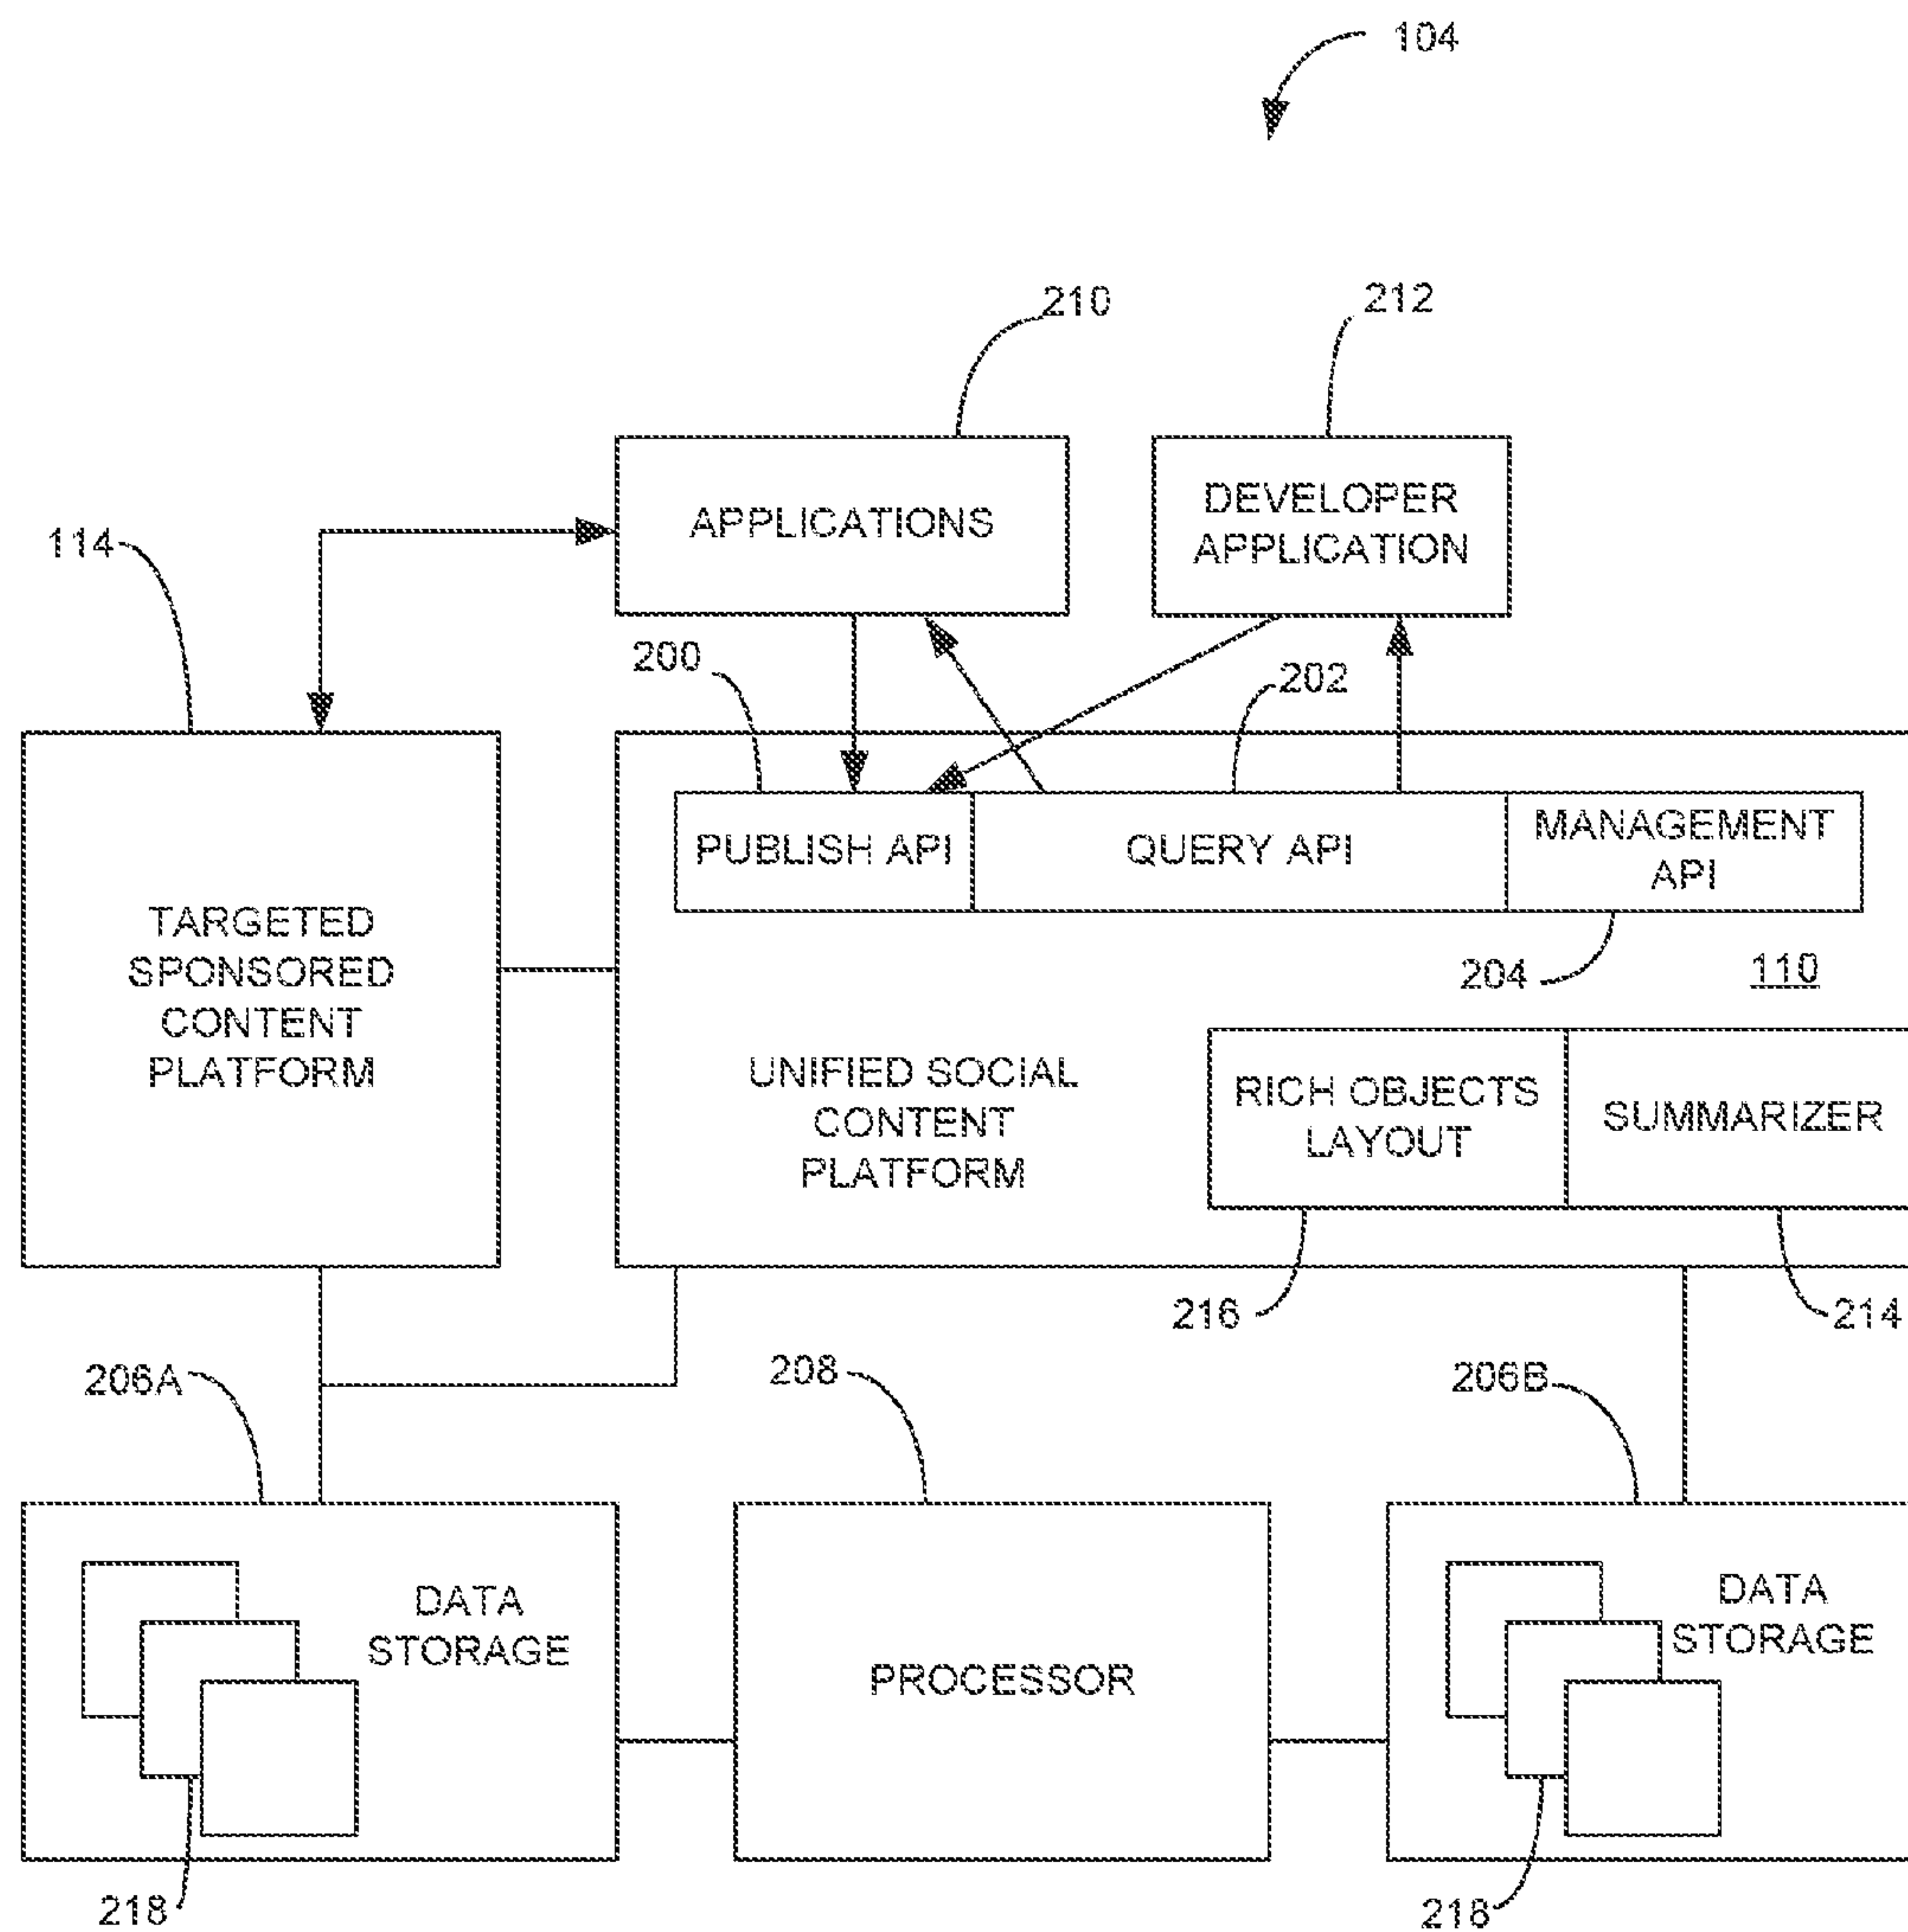 104
210
212
APPLICATIONS
DEVELOPER
APPLICATION
114
200
202
PUBLISH API
QUERY API
MANAGEMENT
API
TARGETED
SPONSORED
CONTENT
PLATFORM
204
110
UNIFIED SOCIAL
CONTENT
PLATFORM
RICH OBJECTS
LAYOUT
SUMMARIZER
216
214
206A
208
206B
DATA
STORAGE
PROCESSOR
DATA
STORAGE
218
218